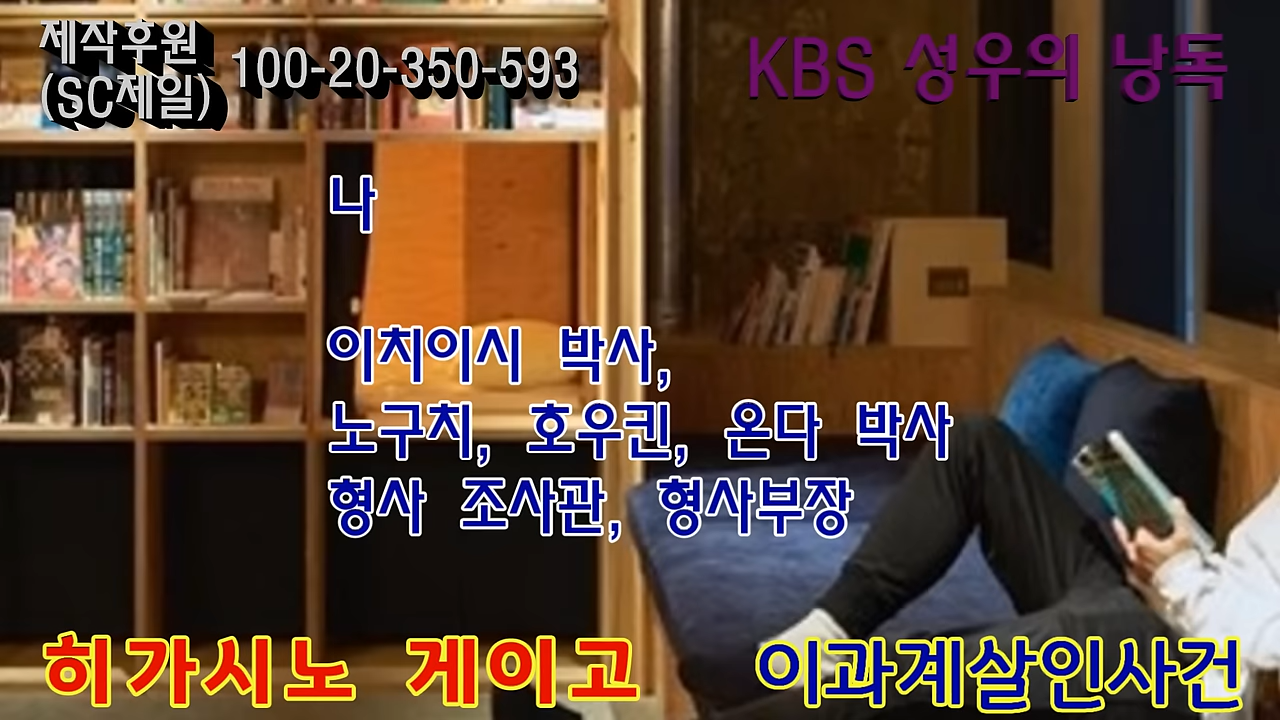 제작후원
(SC제일) 100-20-350-593
KBS 성우의 낭독
나
이치이시 박사,
노구치, 호우킨, 온다 박사
형사 조사관, 형사부장
히가시노 게이고 이과계살인사건